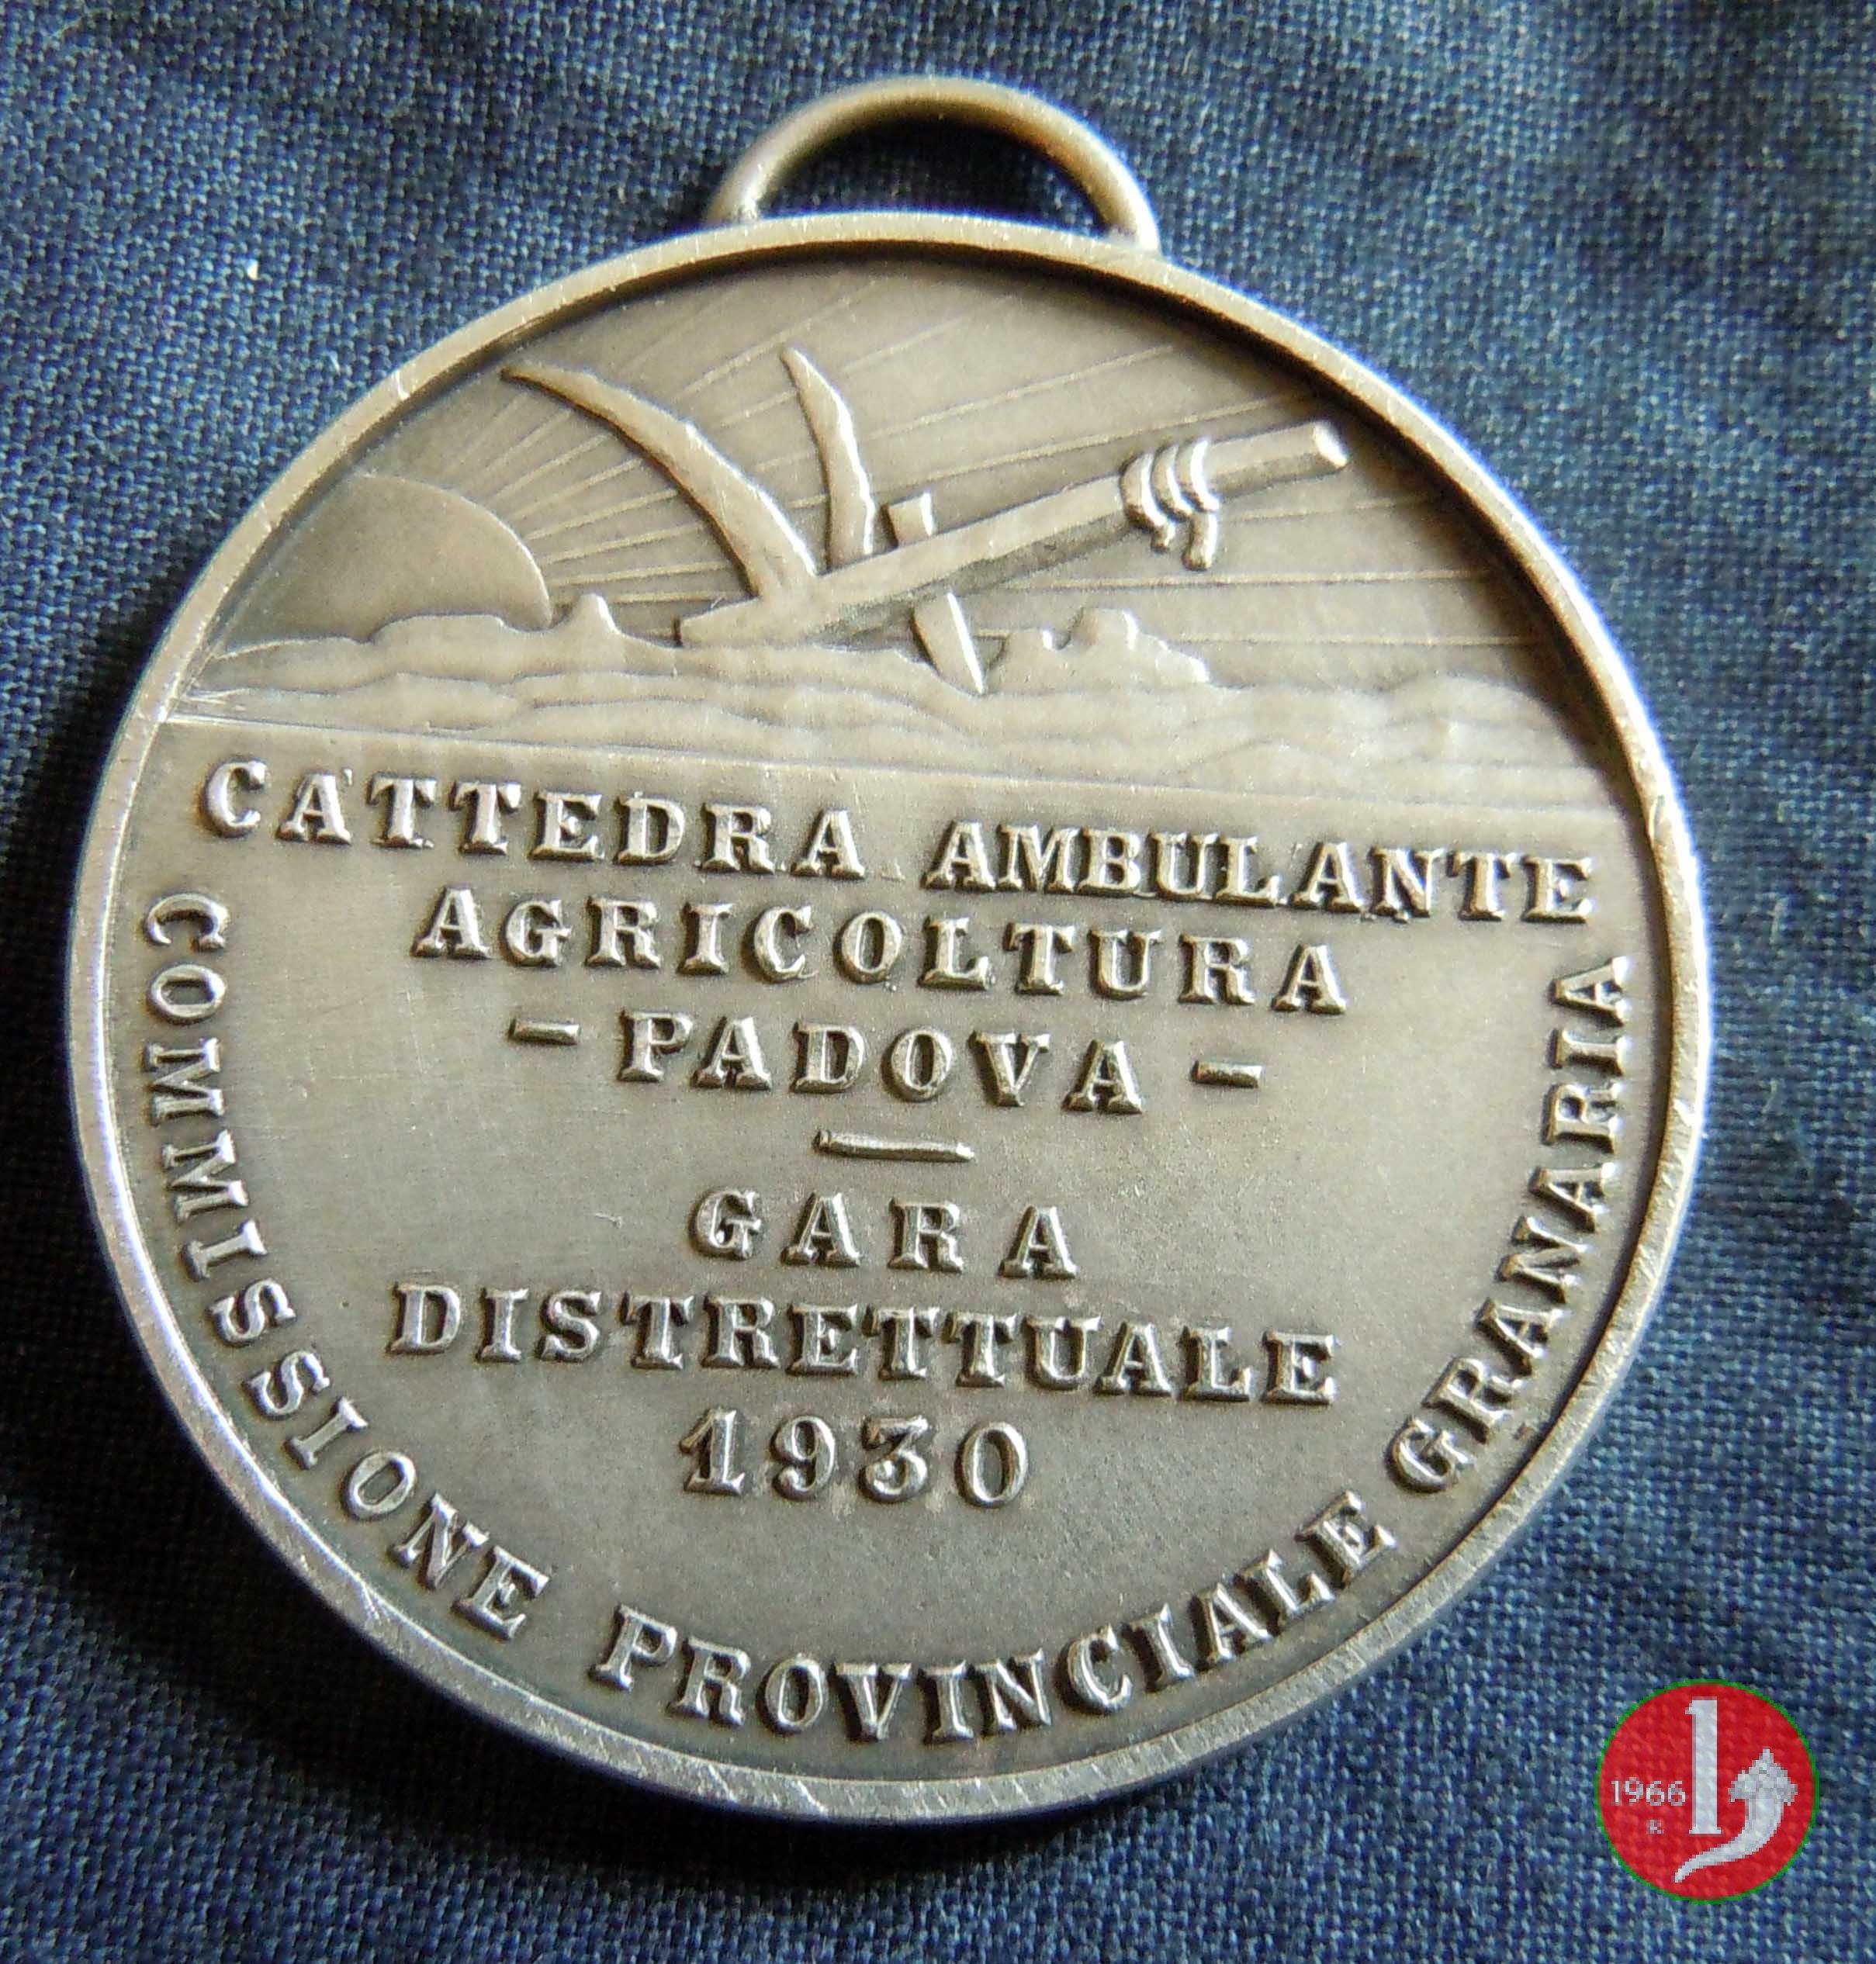 CATTEDRA AMBULANTE
AGRICOLTURA
- PADOVA -
GARA
DISTRETTUALE
1930
COMMISSIONE PROVINCIALE GRANARIA
1966